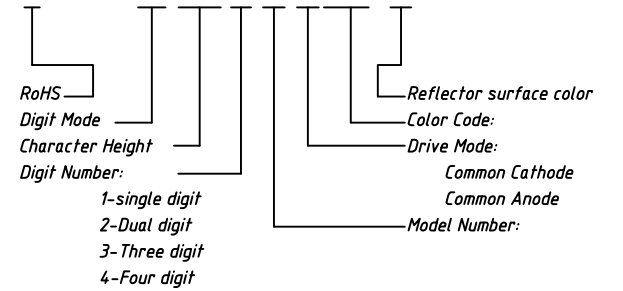 RoHS
Digit Mode
Character Height
Digit Number:
1-single digit
2-Dual digit
3-Three digit
4-Four digit
Reflector surface color
Color Code:
Drive Mode:
Common Cathode
Common Anode
Model Number: